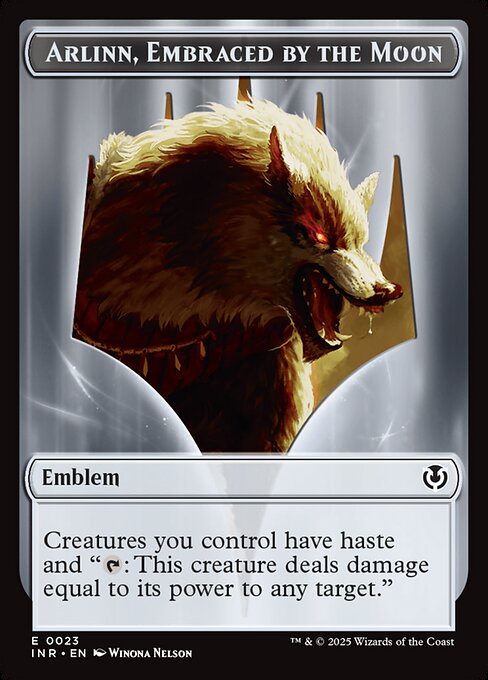 Arlinn, Embraced by the Moon
Emblem
Creatures you control have haste
and “: This creature deals damage
equal to its power to any target.”
E 0023
INR • EN Winona Nelson
™ & © 2025 Wizards of the Coast